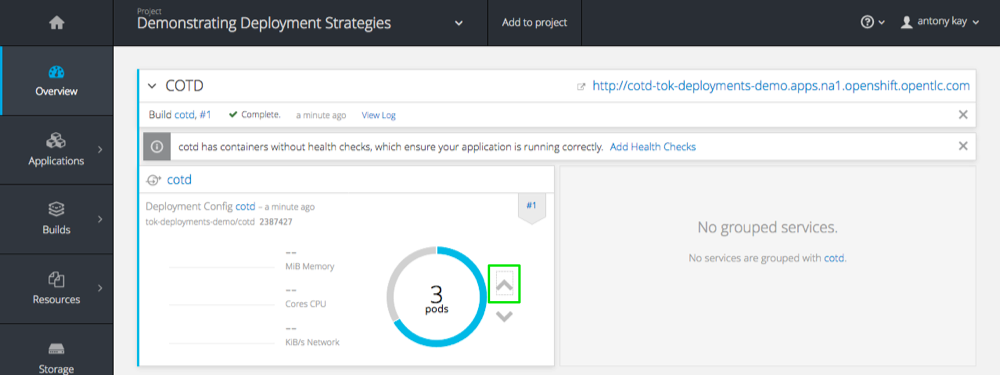 Project
Demonstrating Deployment Strategies
Add to project
antony kay
Overview
Applications
Builds
Resources
Storage
COTD
http://cotd-tok-deployments-demo.apps.na1.openshift.opentlc.com
Build cotd, #1 Complete. a minute ago View Log
cotd has containers without health checks, which ensure your application is running correctly. Add Health Checks
cotd
Deployment Config cotd – a minute ago
#1
tok-deployments-demo/cotd 2387427
--
MiB Memory
--
Cores CPU
--
KiB/s Network
3
pods
No grouped services.
No services are grouped with cotd.